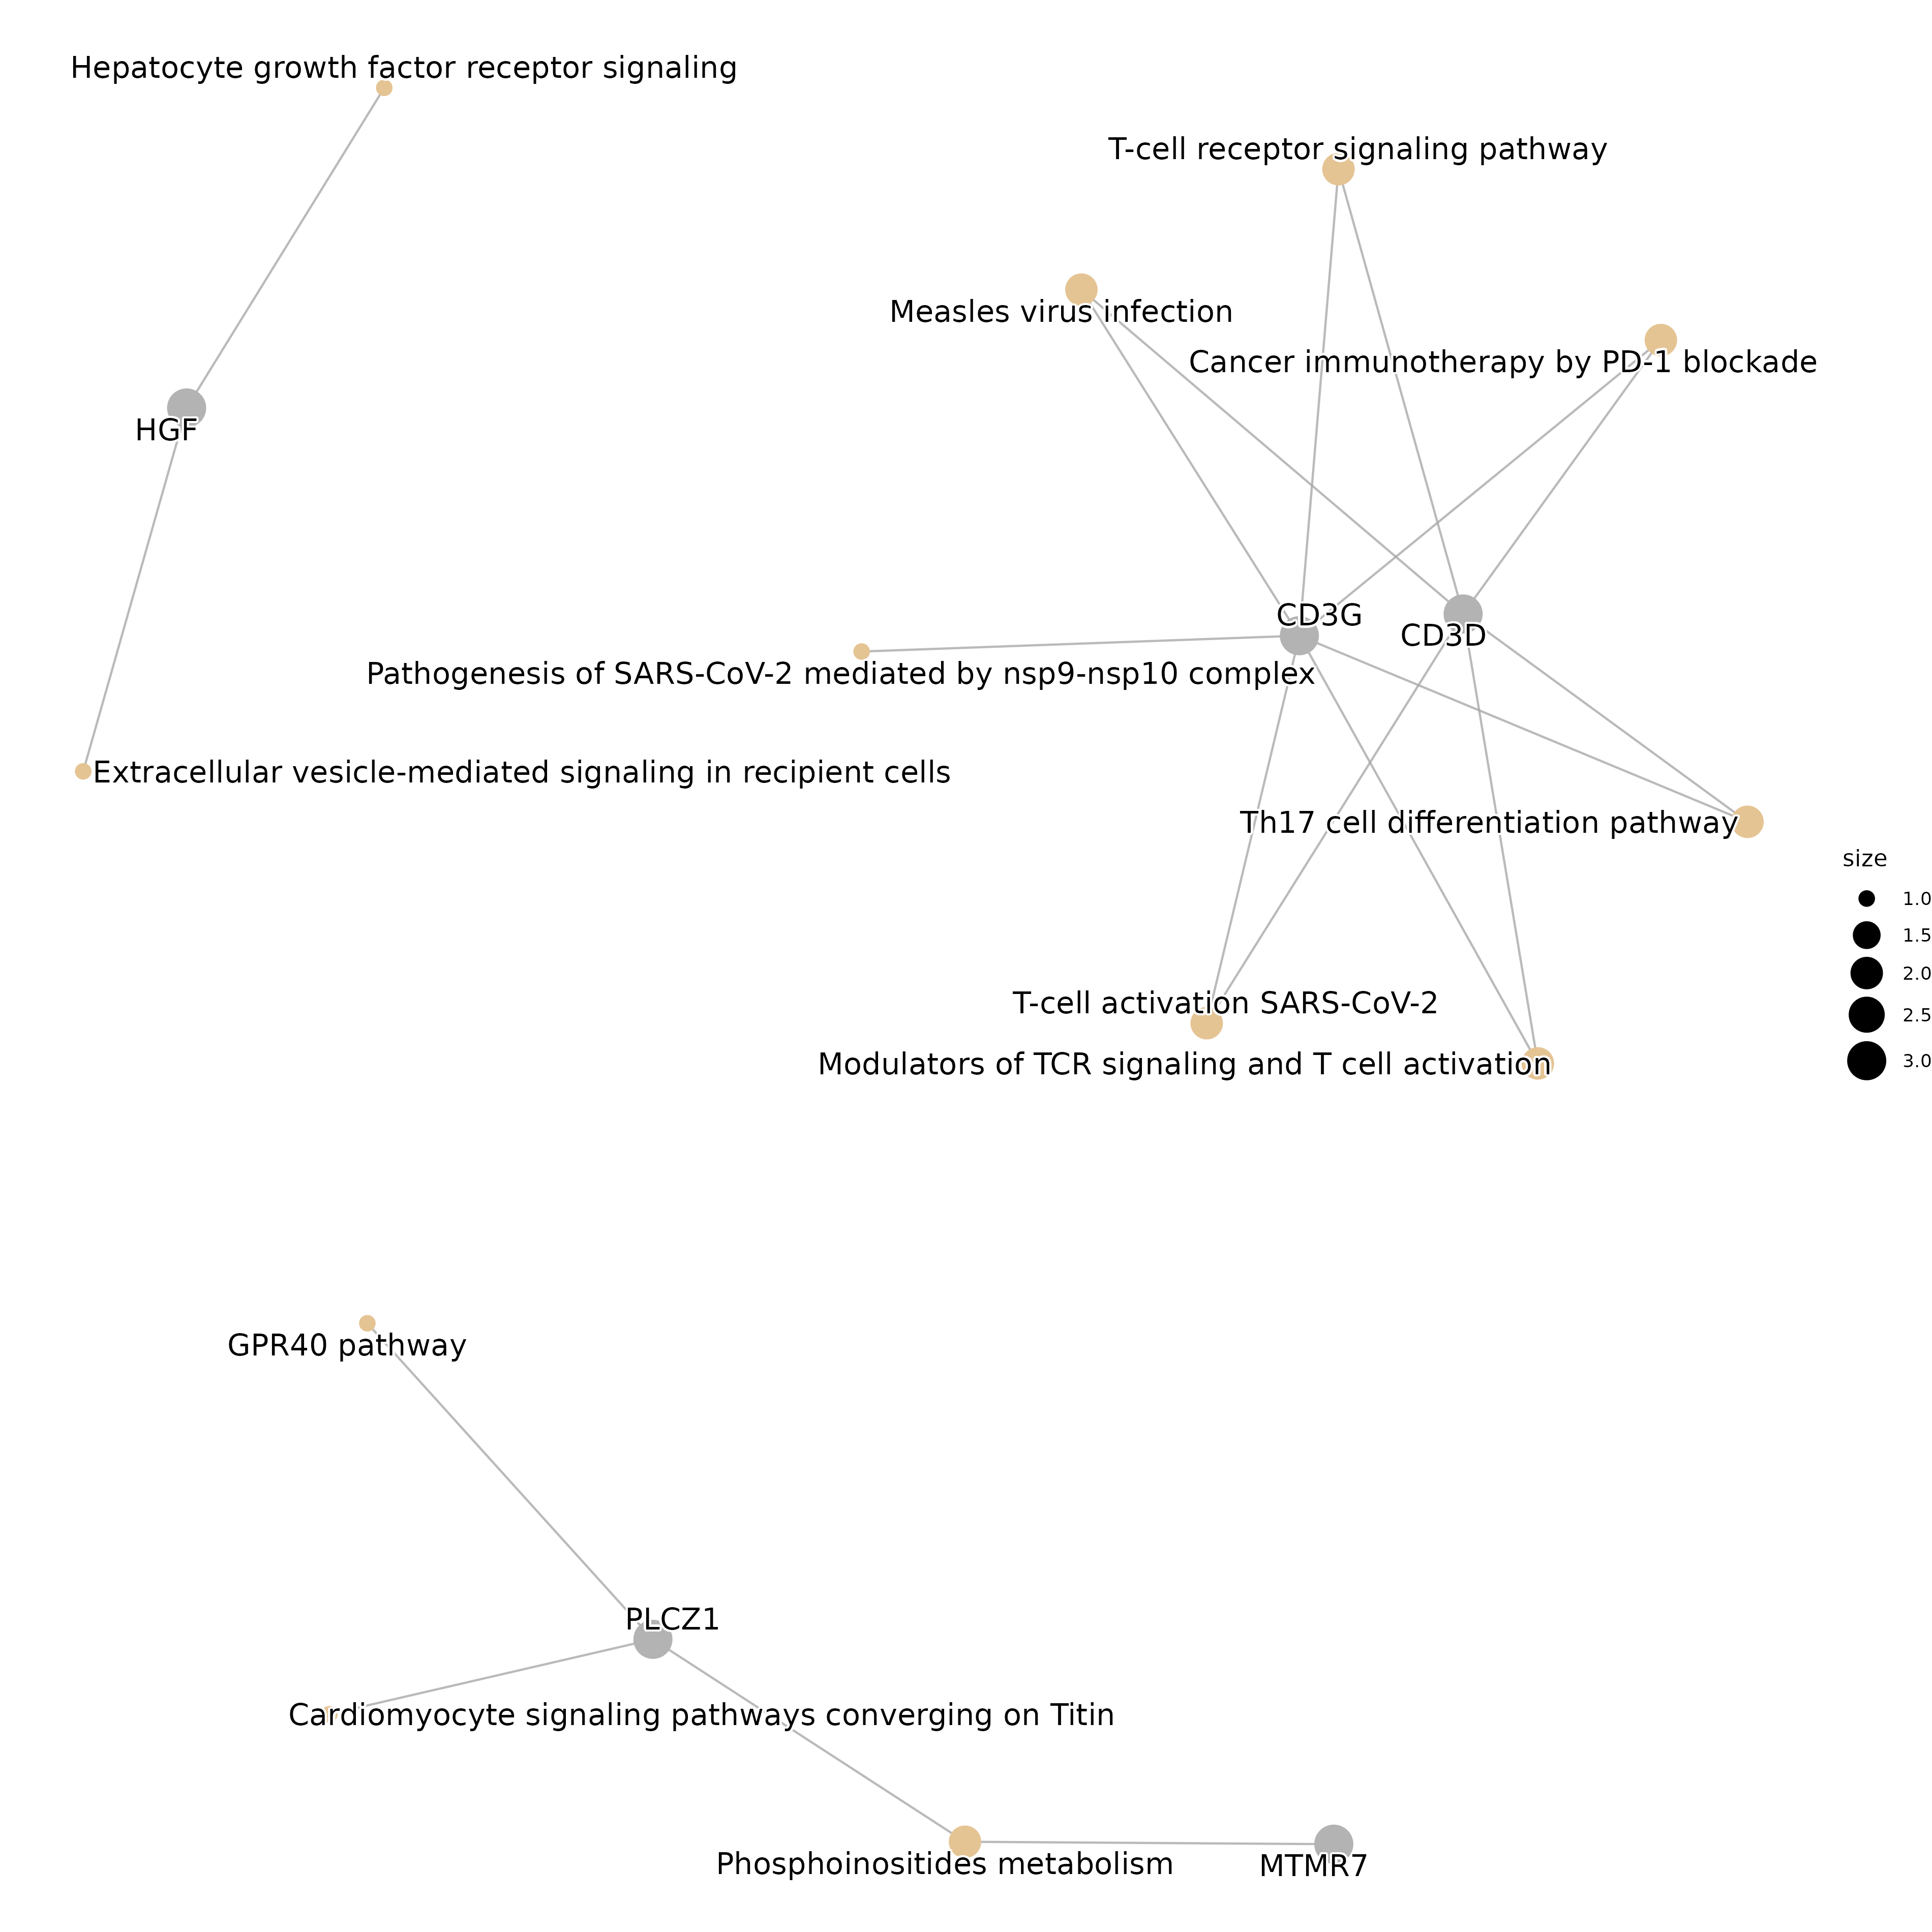 Hepatocyte growth factor receptor signaling
T-cell receptor signaling pathway
Measles virus infection
Cancer immunotherapy by PD-1 blockade
HGF
CD3G
CD3D
Pathogenesis of SARS-CoV-2 mediated by nsp9-nsp10 complex
Extracellular vesicle-mediated signaling in recipient cells
Th17 cell differentiation pathway
size
1.0
1.5
2.0
2.5
3.0
T-cell activation SARS-CoV-2
Modulators of TCR signaling and T cell activation
GPR40 pathway
PLCZ1
Cardiomyocyte signaling pathways converging on Titin
Phosphoinositides metabolism
MTMR7